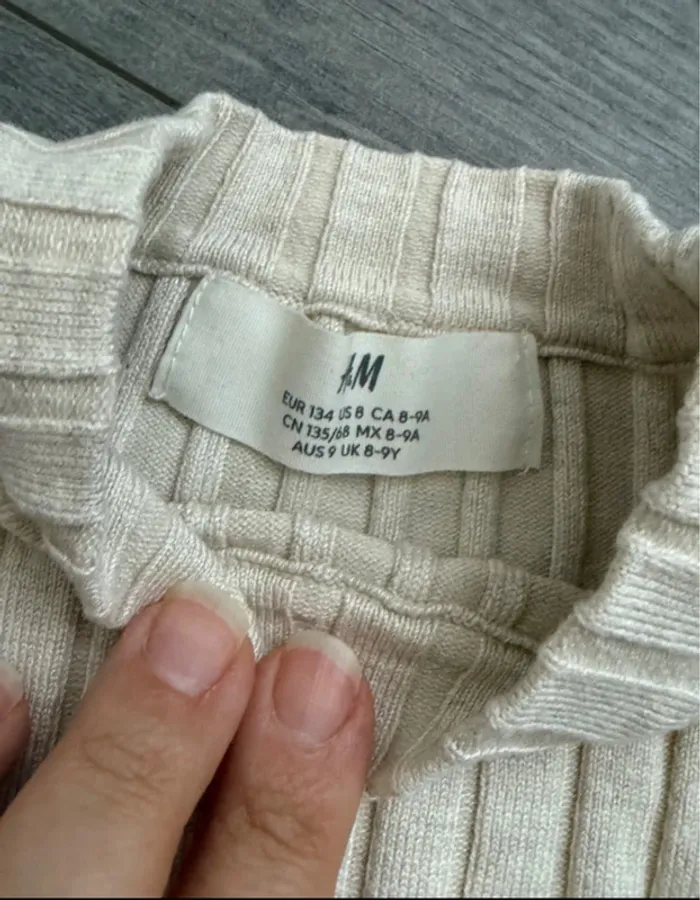 H&M
EUR 134 US 8 CA 8-9A
CN 135/68 MX 8-9A
AUS 9 UK 8-9Y